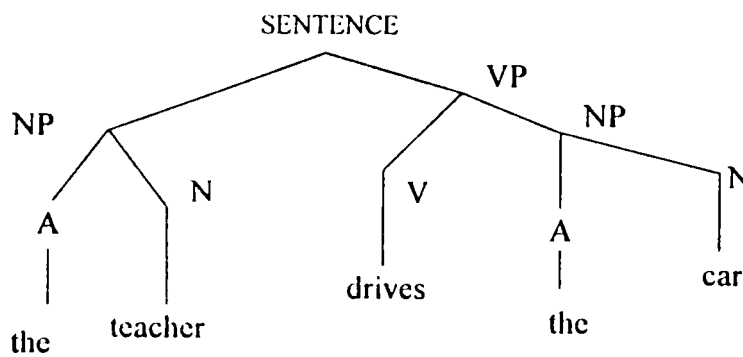 SENTENCE
VP
NP NP
N N
A V
A
drives car
the teacher the